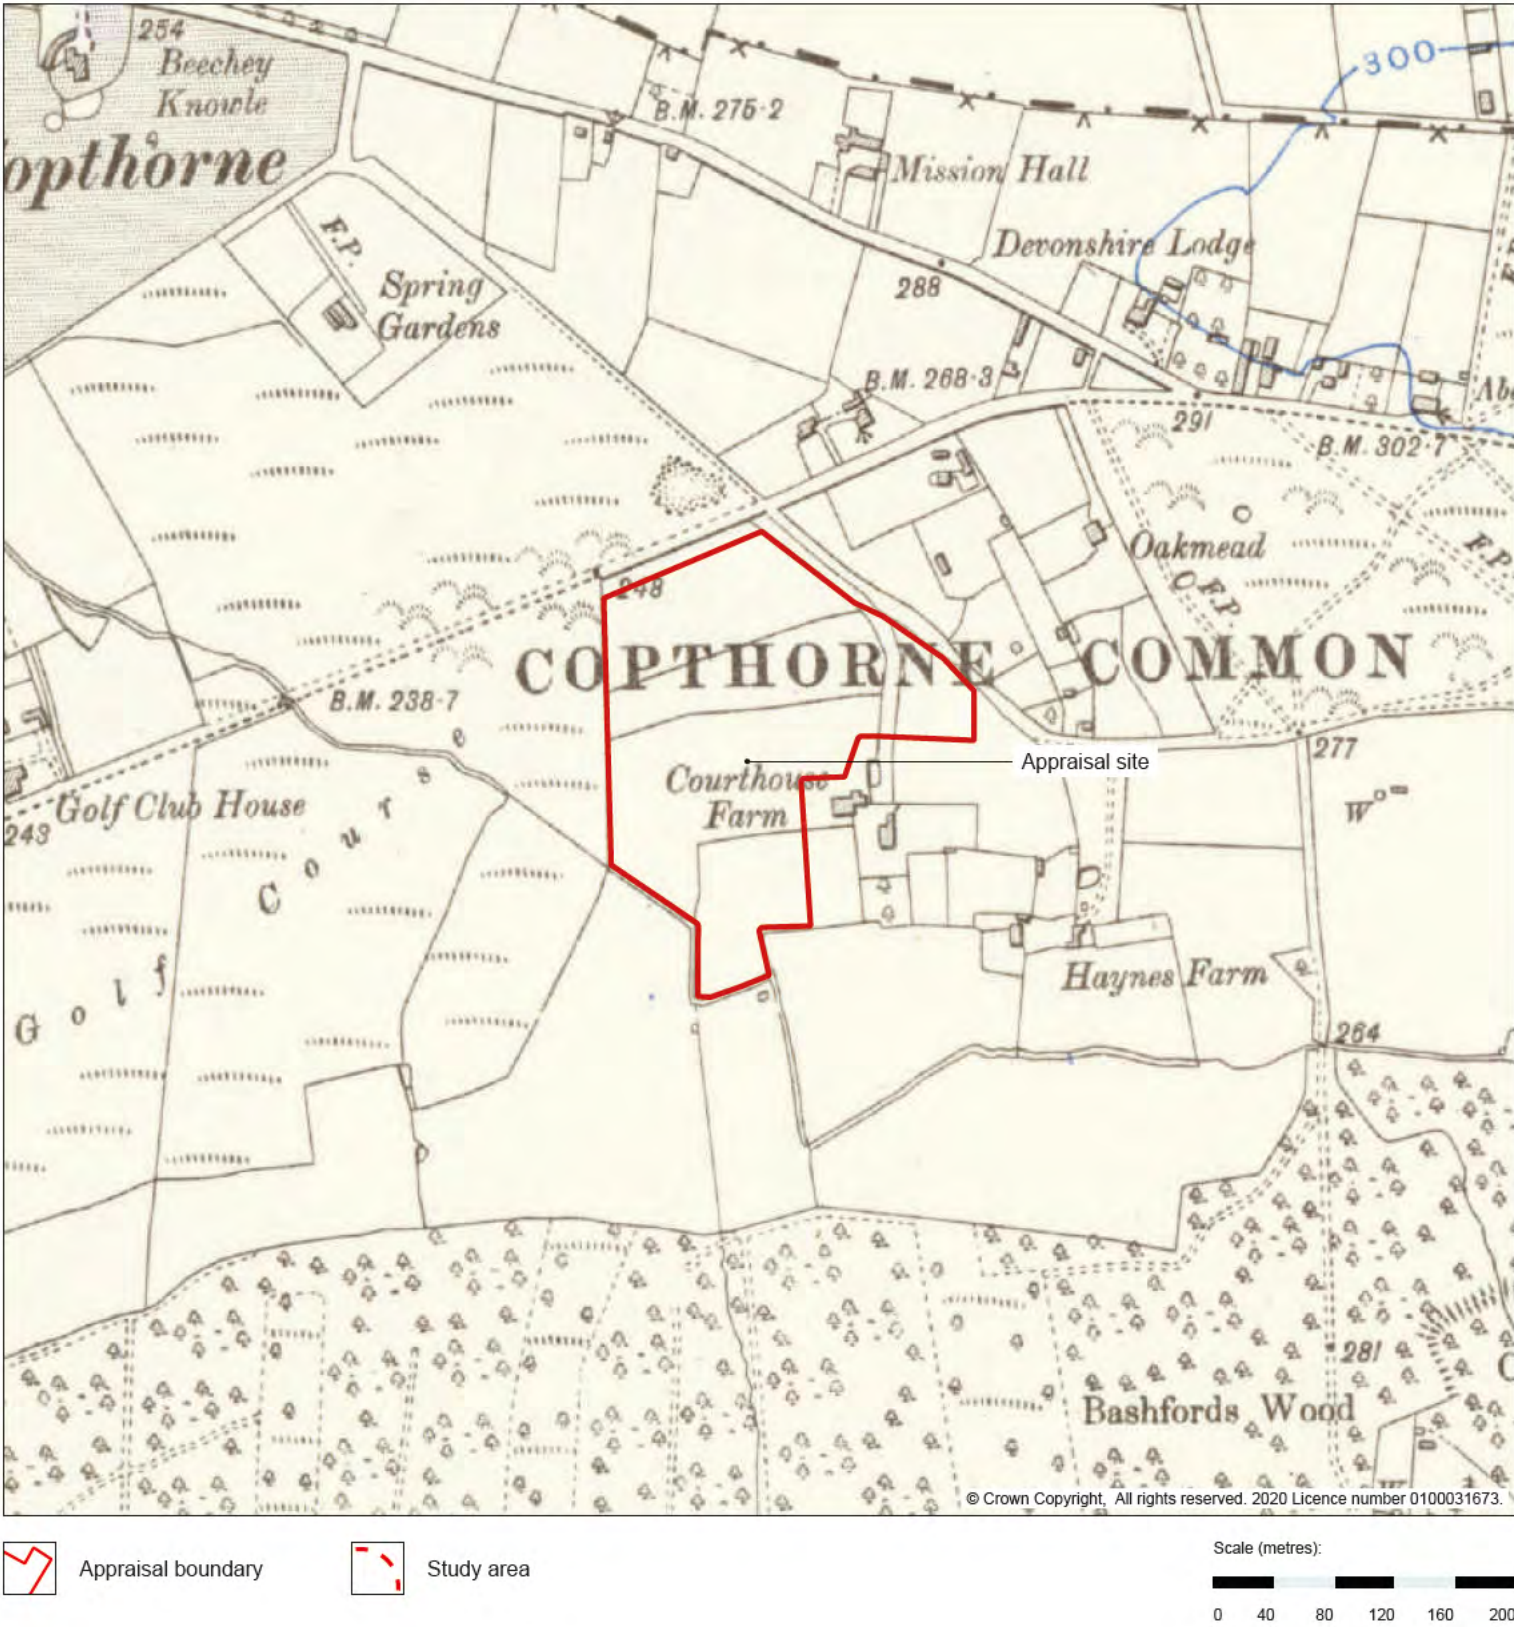 254
Beechey
Knowle
opthorne
300
B.M. 275·2
Mission Hall
F.P.
Spring
Gardens
Devonshire Lodge
288
B.M. 268·3
291
B.M. 302·7
Oakmead
F.P.
F.P.
248
COPTHORNE COMMON
B.M. 238·7
Appraisal site
277
Courthouse
Farm
W
Golf Club House
243
Golf Course
Haynes Farm
264
281
Bashfords Wood
© Crown Copyright, All rights reserved. 2020 Licence number 0100031673.
Appraisal boundary
Study area
Scale (metres):
0 40 80 120 160 200